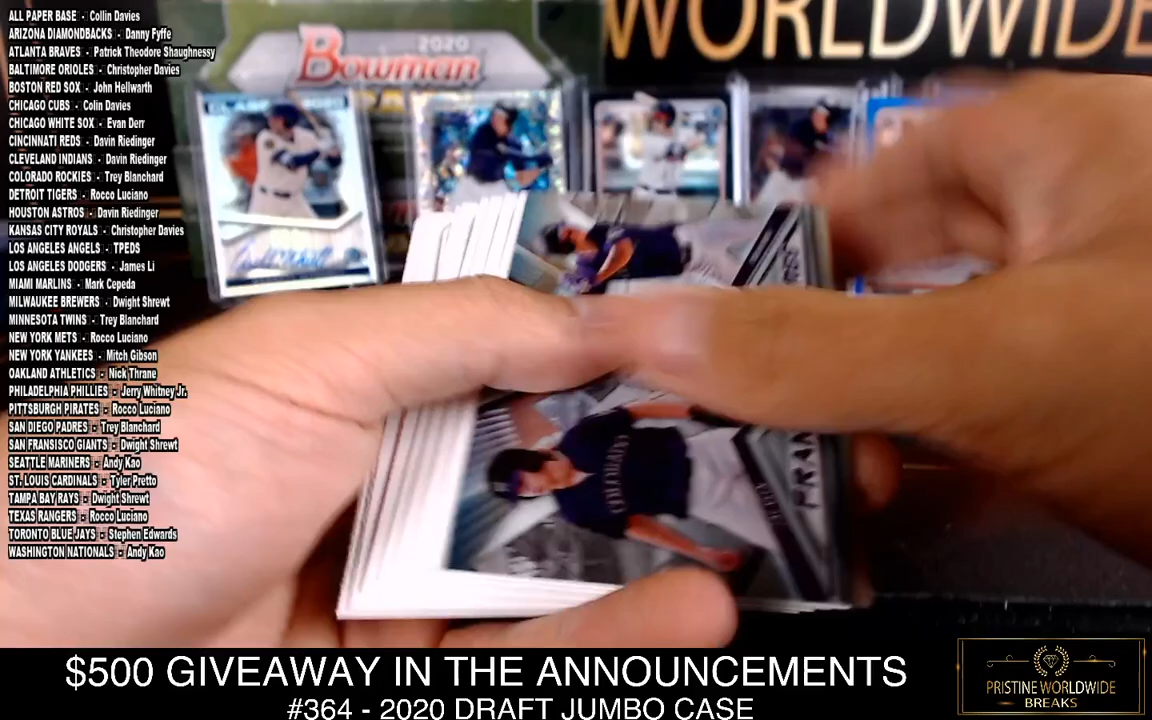 ALL PAPER BASE - Collin Davies
ARIZONA DIAMONDBACKS - Danny Fyffe
ATLANTA BRAVES - Patrick Theodore Shaughnessy
BALTIMORE ORIOLES - Christopher Davies
BOSTON RED SOX - John Hellwarth
CHICAGO CUBS - Colin Davies
CHICAGO WHITE SOX - Evan Derr
CINCINNATI REDS - Davin Riedinger
CLEVELAND INDIANS - Davin Riedinger
COLORADO ROCKIES - Trey Blanchard
DETROIT TIGERS - Rocco Luciano
HOUSTON ASTROS - Davin Riedinger
KANSAS CITY ROYALS - Christopher Davies
LOS ANGELES ANGELS - TPEDS
LOS ANGELES DODGERS - James Li
MIAMI MARLINS - Mark Cepeda
MILWAUKEE BREWERS - Dwight Shrewt
MINNESOTA TWINS - Trey Blanchard
NEW YORK METS - Rocco Luciano
NEW YORK YANKEES - Mitch Gibson
OAKLAND ATHLETICS - Nick Thrane
PHILADELPHIA PHILLIES - Jerry Whitney Jr.
PITTSBURGH PIRATES - Rocco Luciano
SAN DIEGO PADRES - Trey Blanchard
SAN FRANSISCO GIANTS - Dwight Shrewt
SEATTLE MARINERS - Andy Kao
ST. LOUIS CARDINALS - Tyler Pretto
TAMPA BAY RAYS - Dwight Shrewt
TEXAS RANGERS - Rocco Luciano
TORONTO BLUE JAYS - Stephen Edwards
WASHINGTON NATIONALS - Andy Kao
2020
Bowman
WORLDWIDE
COLORADO
$500 GIVEAWAY IN THE ANNOUNCEMENTS
#364 - 2020 DRAFT JUMBO CASE
PRISTINE WORLDWIDE
BREAKS